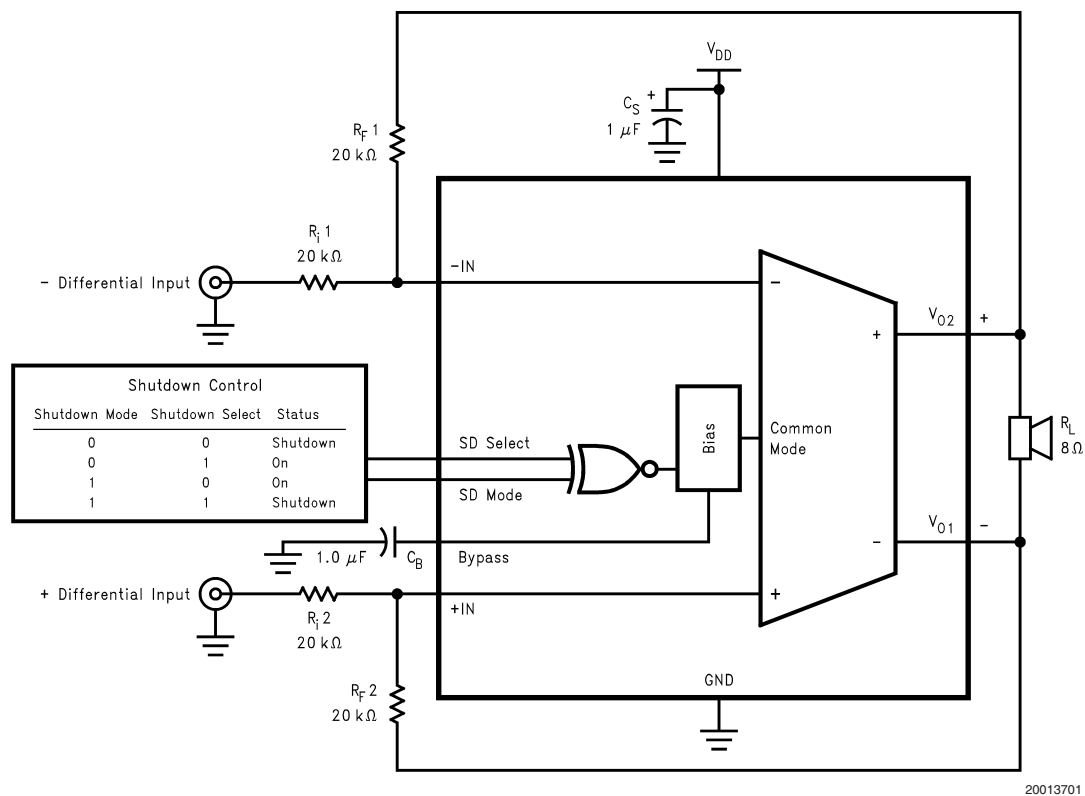 V_DD
+
C_S
1 μF
R_F 1
20 kΩ
R_i 1
20 kΩ
- Differential Input
-IN
-
V_O2 +
+
Shutdown Control
Shutdown Mode Shutdown Select Status
0 0 Shutdown
0 1 On
1 0 On
1 1 Shutdown
SD Select
SD Mode
Bias
Common
Mode
R_L
8 Ω
V_O1 -
-
1.0 μF C_B Bypass
+ Differential Input
+IN
+
R_i 2
20 kΩ
R_F 2
20 kΩ
GND
20013701